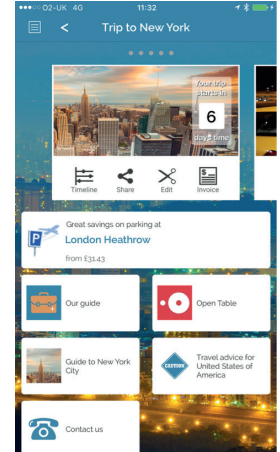 O2-UK 4G 11:32
Trip to New York
Your trip
starts in
6
days time
Timeline Share Edit Invoice
Great savings on parking at
London Heathrow
from £31.43
Our guide
Open Table
Guide to New York
City
CAUTION
Travel advice for
United States of
America
Contact us